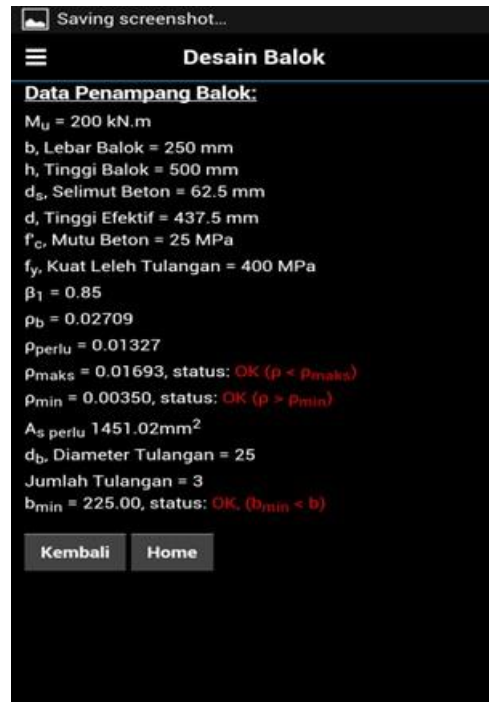 Saving screenshot...
Desain Balok
Data Penampang Balok:
Mu = 200 kN.m
b, Lebar Balok = 250 mm
h, Tinggi Balok = 500 mm
ds, Selimut Beton = 62.5 mm
d, Tinggi Efektif = 437.5 mm
f'c, Mutu Beton = 25 MPa
fy, Kuat Leleh Tulangan = 400 MPa
β1 = 0.85
ρb = 0.02709
ρperlu = 0.01327
ρmaks = 0.01693, status: OK (ρ < ρmaks)
ρmin = 0.00350, status: OK (ρ > ρmin)
As perlu 1451.02mm²
db, Diameter Tulangan = 25
Jumlah Tulangan = 3
bmin = 225.00, status: OK, (bmin < b)
Kembali Home